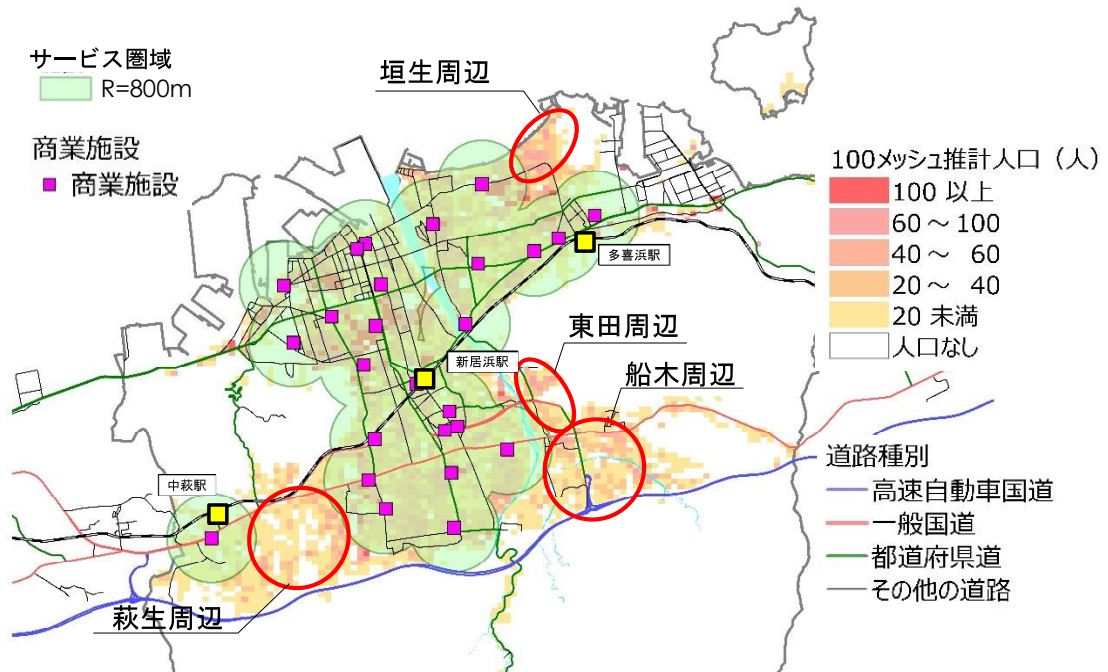 サービス圏域
R=800m
商業施設
商業施設
垣生周辺
多喜浜駅
東田周辺
新居浜駅
船木周辺
中萩駅
萩生周辺
100メッシュ推計人口（人）
100 以上
60～100
40～ 60
20～ 40
20 未満
人口なし
道路種別
高速自動車国道
一般国道
都道府県道
その他の道路